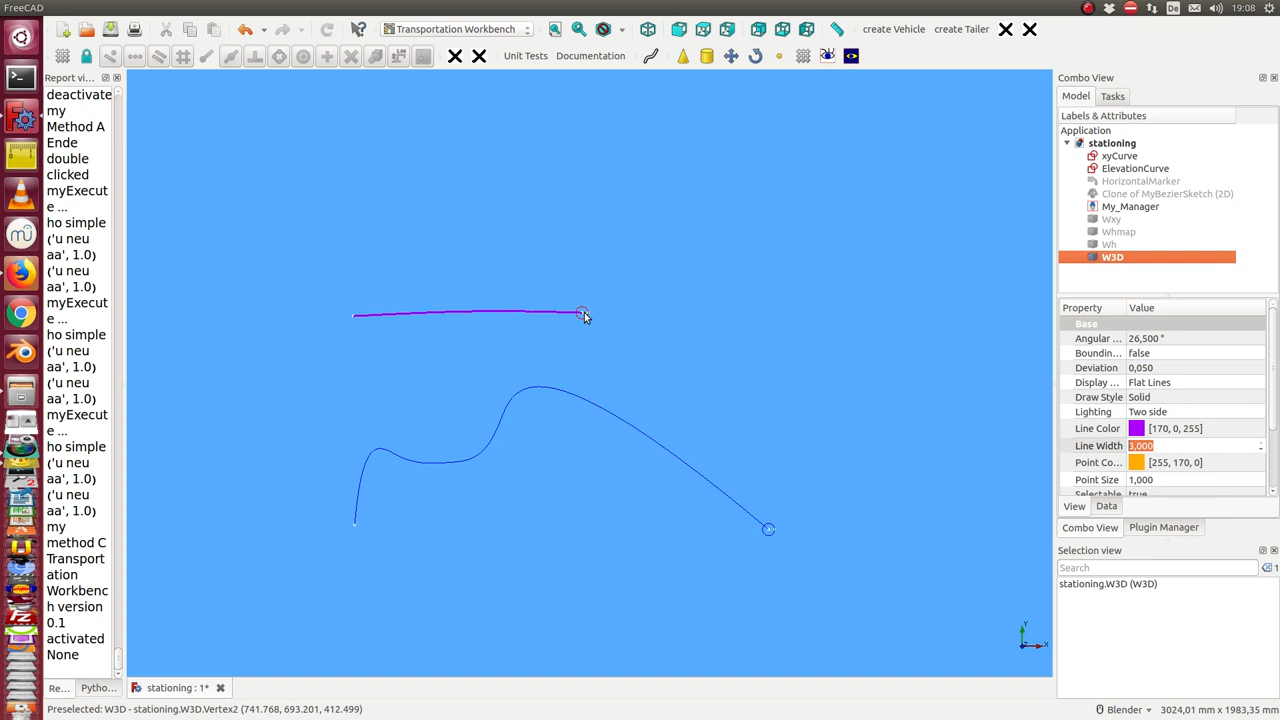 FreeCAD
De
19:08
Transportation Workbench
create Vehicle
create Tailer
Unit Tests
Documentation
Report vi...
deactivate
my
Method A
Ende
double
clicked
myExecut
e ...
ho simple
('u neu
aa', 1.0)
('u neu
aa', 1.0)
myExecut
e ...
ho simple
('u neu
aa', 1.0)
('u neu
aa', 1.0)
myExecut
e ...
ho simple
('u neu
aa', 1.0)
('u neu
aa', 1.0)
my
method C
Transport
ation
Workbenc
h version
0.1
activated
None
Re...
Pytho...
Y
X
stationing : 1*
Combo View
Model
Tasks
Labels & Attributes
Application
stationing
xyCurve
ElevationCurve
HorizontalMarker
Clone of MyBezierSketch (2D)
My_Manager
Wxy
Whmap
Wh
W3D
Property Value
Base
Angular ... 26,500 °
Boundin... false
Deviation 0,050
Display ... Flat Lines
Draw Style Solid
Lighting Two side
Line Color [170, 0, 255]
Line Width 3,000
Point Co... [255, 170, 0]
Point Size 1,000
Selectable true
View
Data
Combo View
Plugin Manager
Selection view
Search
1
stationing.W3D (W3D)
Preselected: W3D - stationing.W3D.Vertex2 (741.768, 693.201, 412.499)
Blender
3024,01 mm x 1983,35 mm